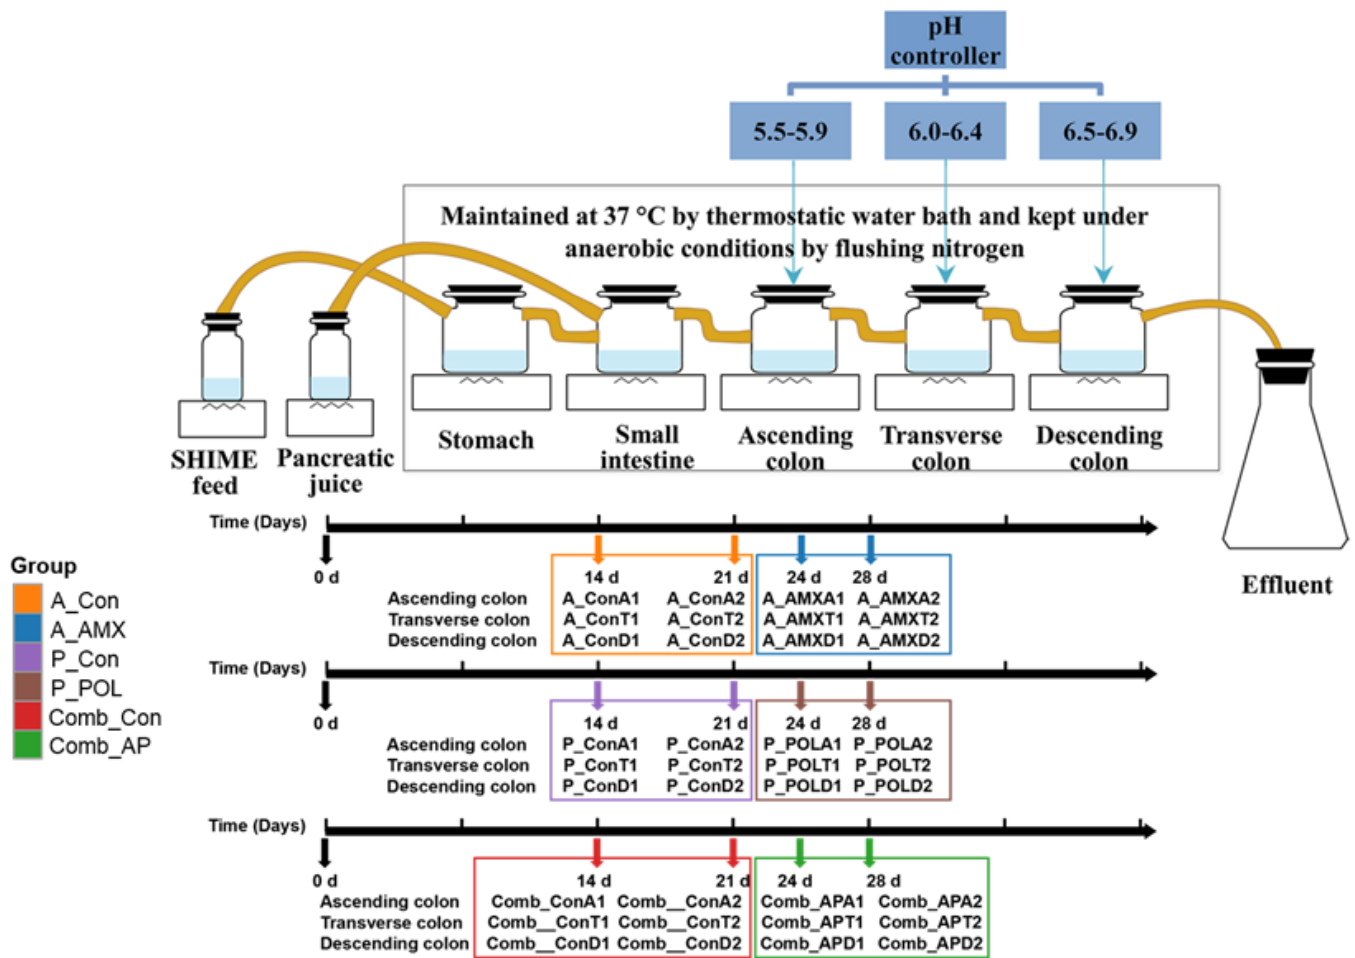 pH
controller
5.5-5.9
6.0-6.4
6.5-6.9
Maintained at 37 °C by thermostatic water bath and kept under
anaerobic conditions by flushing nitrogen
SHIME
feed
Pancreatic
juice
Stomach
Small
intestine
Ascending
colon
Transverse
colon
Descending
colon
Effluent
Group
A_Con
A_AMX
P_Con
P_POL
Comb_Con
Comb_AP
Time (Days)
0 d 14 d 21 d 24 d 28 d
Ascending colon A_ConA1 A_ConA2 A_AMXA1 A_AMXA2
Transverse colon A_ConT1 A_ConT2 A_AMXT1 A_AMXT2
Descending colon A_ConD1 A_ConD2 A_AMXD1 A_AMXD2
Time (Days)
0 d 14 d 21 d 24 d 28 d
Ascending colon P_ConA1 P_ConA2 P_POLA1 P_POLA2
Transverse colon P_ConT1 P_ConT2 P_POLT1 P_POLT2
Descending colon P_ConD1 P_ConD2 P_POLD1 P_POLD2
Time (Days)
0 d 14 d 21 d 24 d 28 d
Ascending colon Comb_ConA1 Comb__ConA2 Comb_APA1 Comb_APA2
Transverse colon Comb__ConT1 Comb__ConT2 Comb_APT1 Comb_APT2
Descending colon Comb__ConD1 Comb__ConD2 Comb_APD1 Comb_APD2